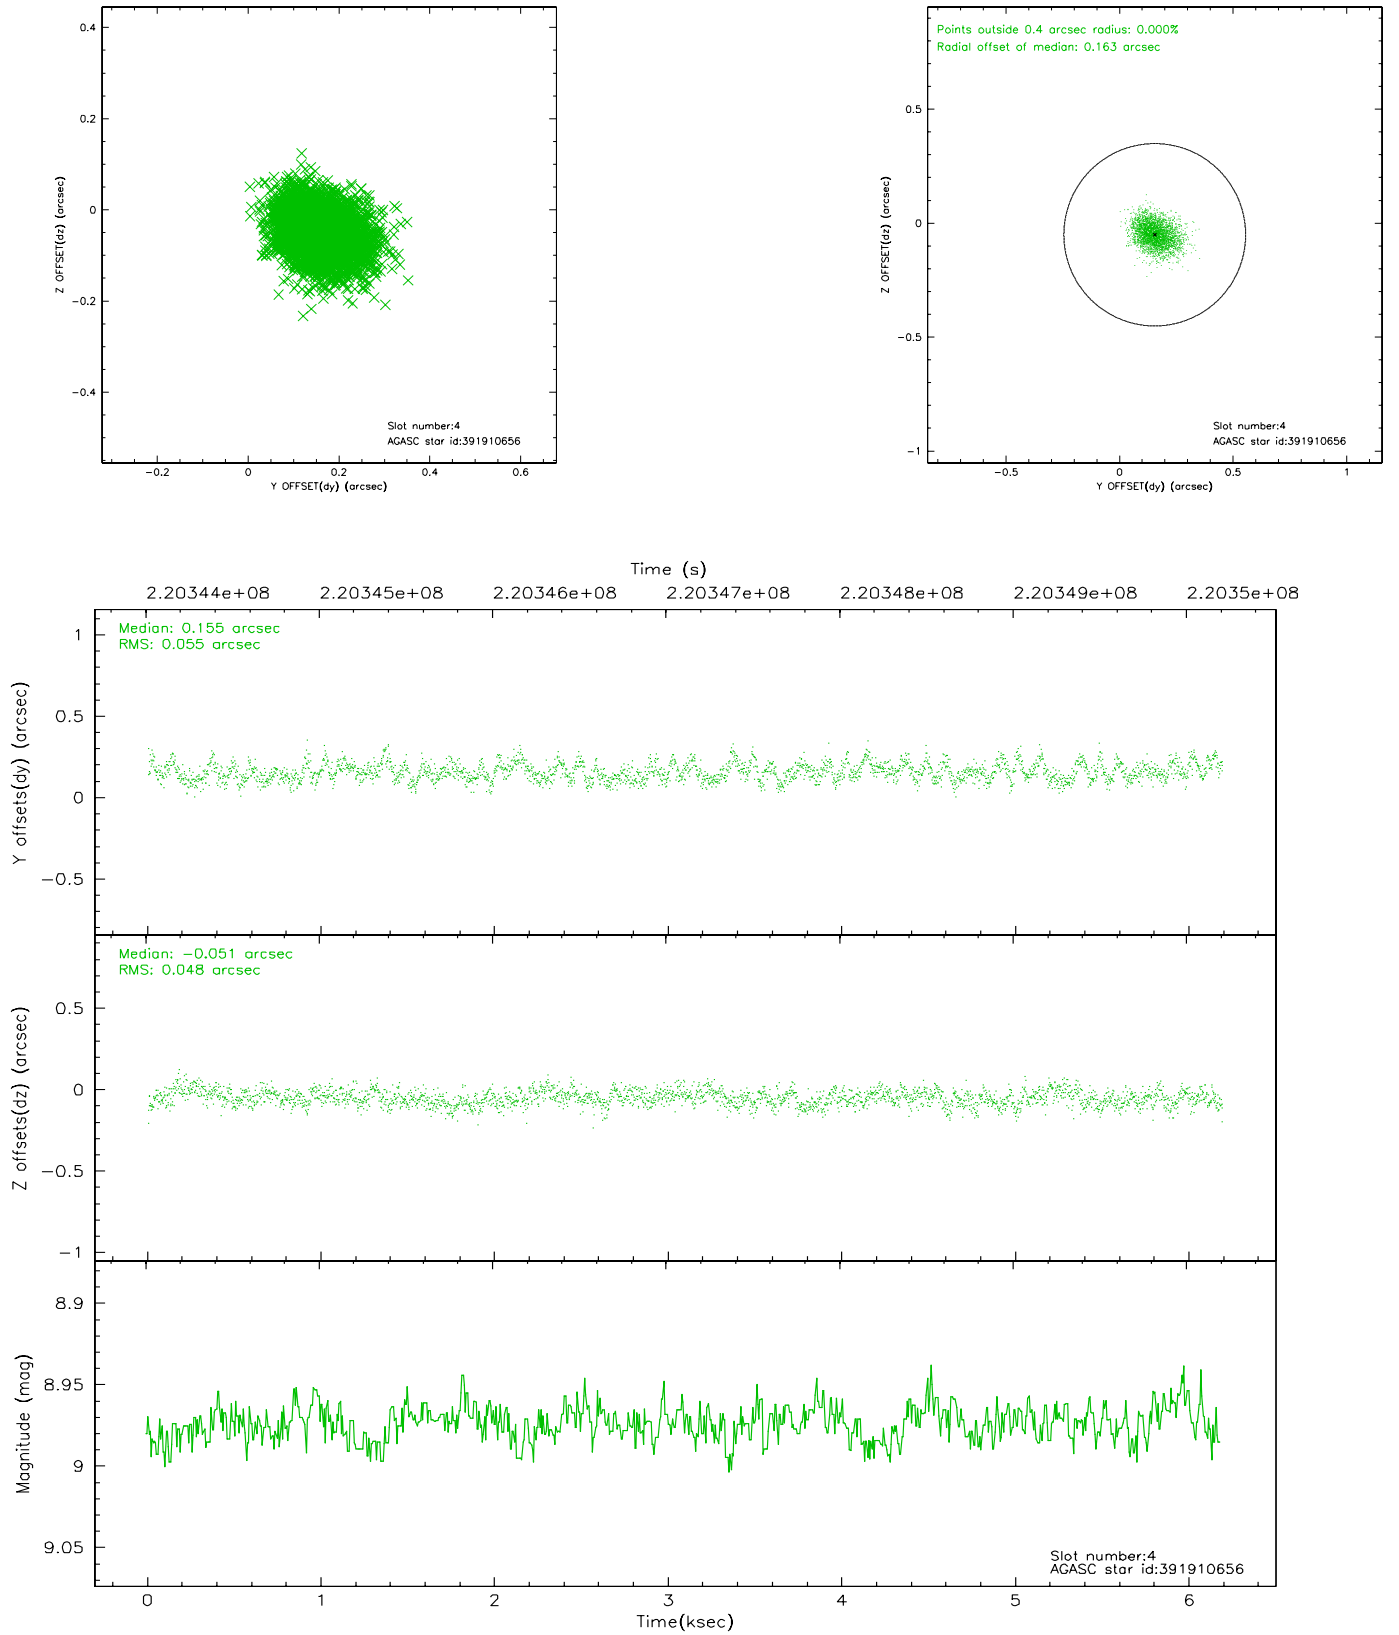 0.4
0.2
0
−0.2
−0.4
Z OFFSET(dz) (arcsec)
Slot number:4
AGASC star id:391910656
−0.2 0 0.2 0.4 0.6
Y OFFSET(dy) (arcsec)
Points outside 0.4 arcsec radius: 0.000%
Radial offset of median: 0.163 arcsec
0.5
0
−0.5
−1
Z OFFSET(dz) (arcsec)
Slot number:4
AGASC star id:391910656
−0.5 0 0.5 1
Y OFFSET(dy) (arcsec)
Time (s)
2.20344e+08 2.20345e+08 2.20346e+08 2.20347e+08 2.20348e+08 2.20349e+08 2.2035e+08
Median: 0.155 arcsec
RMS: 0.055 arcsec
1
0.5
0
−0.5
Y offsets(dy) (arcsec)
Median: −0.051 arcsec
RMS: 0.048 arcsec
0.5
0
−0.5
−1
Z offsets(dz) (arcsec)
8.9
8.95
9
9.05
Magnitude (mag)
Slot number:4
AGASC star id:391910656
0 1 2 3 4 5 6
Time(ksec)